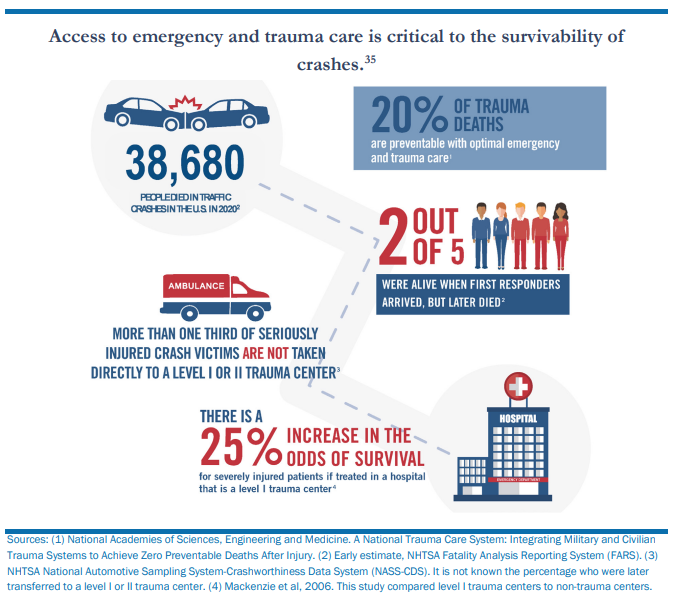 Access to emergency and trauma care is critical to the survivability of
crashes.35
38,680
PEOPLE DIED IN TRAFFIC
CRASHES IN THE U.S. IN 20202
20% OF TRAUMA
DEATHS
are preventable with optimal emergency
and trauma care1
2 OUT
OF 5
WERE ALIVE WHEN FIRST RESPONDERS
ARRIVED, BUT LATER DIED2
AMBULANCE
MORE THAN ONE THIRD OF SERIOUSLY
INJURED CRASH VICTIMS ARE NOT TAKEN
DIRECTLY TO A LEVEL I OR II TRAUMA CENTER3
THERE IS A
25% INCREASE IN THE
ODDS OF SURVIVAL
for severely injured patients if treated in a hospital
that is a level I trauma center4
HOSPITAL
EMERGENCY DEPARTMENT
Sources: (1) National Academies of Sciences, Engineering and Medicine. A National Trauma Care System: Integrating Military and Civilian
Trauma Systems to Achieve Zero Preventable Deaths After Injury. (2) Early estimate, NHTSA Fatality Analysis Reporting System (FARS). (3)
NHTSA National Automotive Sampling System-Crashworthiness Data System (NASS-CDS). It is not known the percentage who were later
transferred to a level I or II trauma center. (4) Mackenzie et al, 2006. This study compared level I trauma centers to non-trauma centers.